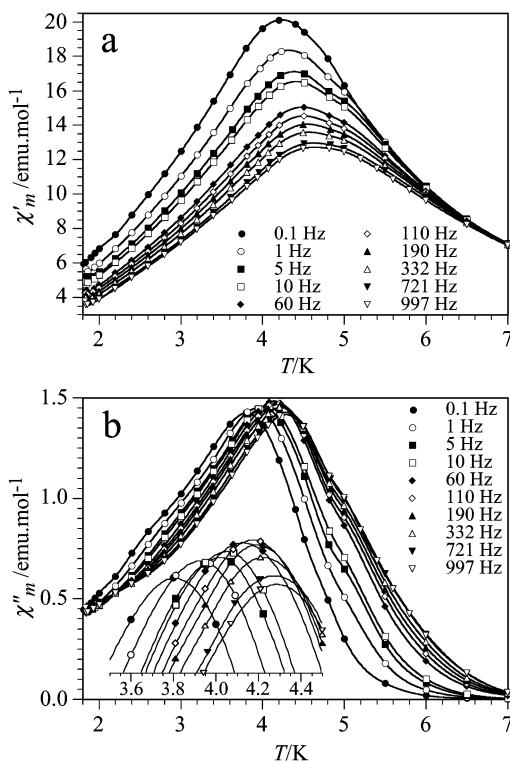 a
20
18
16
14
12
10
8
6
4
χ'm /emu.mol-1
0.1 Hz 110 Hz
1 Hz 190 Hz
5 Hz 332 Hz
10 Hz 721 Hz
60 Hz 997 Hz
2 3 4 5 6 7
T/K
b
1.5
1.0
0.5
0.0
χ''m /emu.mol-1
0.1 Hz
1 Hz
5 Hz
10 Hz
60 Hz
110 Hz
190 Hz
332 Hz
721 Hz
997 Hz
3.6 3.8 4.0 4.2 4.4
2 3 4 5 6 7
T/K